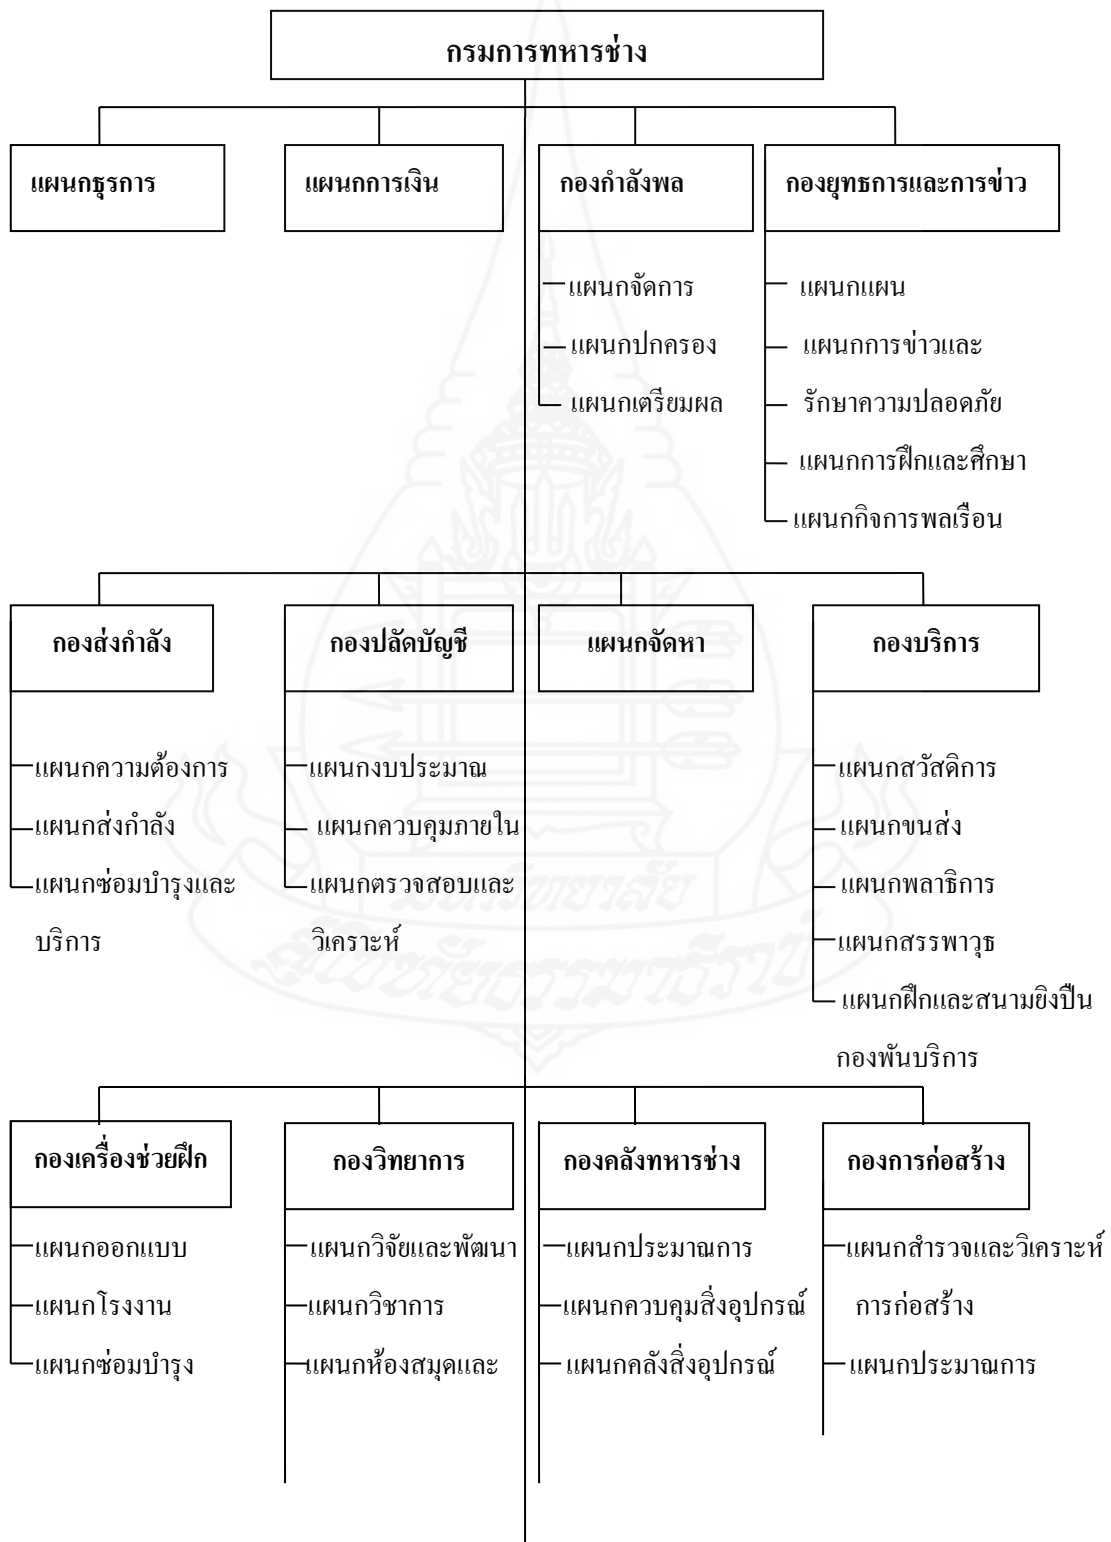 กรมการทหารช่าง
แผนกธุรการ
แผนกการเงิน
กองกำลังพล
กองยุทธการและการข่าว
แผนกจัดการ
แผนกปกครอง
แผนกเตรียมผล
แผนกแผน
แผนกการข่าวและ
รักษาความปลอดภัย
แผนกการฝึกและศึกษา
แผนกกิจการพลเรือน
กองส่งกำลัง
กองปลัดบัญชี
แผนกจัดหา
กองบริการ
แผนกความต้องการ
แผนกส่งกำลัง
แผนกซ่อมบำรุงและ
บริการ
แผนกงบประมาณ
แผนกควบคุมภายใน
แผนกตรวจสอบและ
วิเคราะห์
แผนกสวัสดิการ
แผนกขนส่ง
แผนกพลาธิการ
แผนกสรรพาวุธ
แผนกฝึกและสนามยิงปืน
กองพันบริการ
มหาวิทยาลัย
สุโขทัยธรรมาธิราช
กองเครื่องช่วยฝึก
กองวิทยาการ
กองคลังทหารช่าง
กองการก่อสร้าง
แผนกออกแบบ
แผนกโรงงาน
แผนกซ่อมบำรุง
แผนกวิจัยและพัฒนา
แผนกวิชาการ
แผนกห้องสมุดและ
แผนกประมาณการ
แผนกควบคุมสิ่งอุปกรณ์
แผนกคลังสิ่งอุปกรณ์
แผนกสำรวจและวิเคราะห์
การก่อสร้าง
แผนกประมาณการ